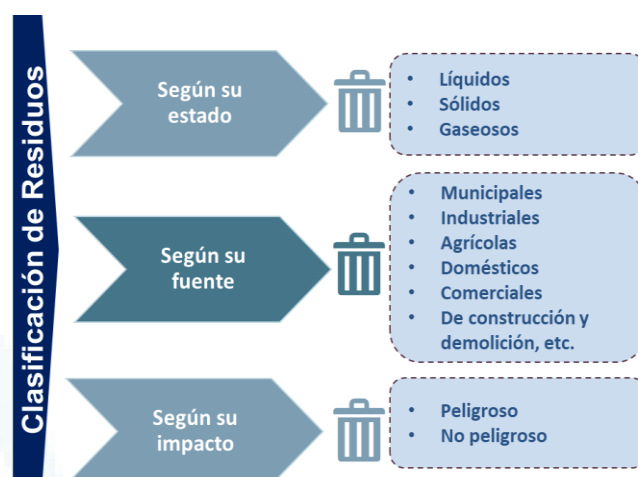 Clasificación de Residuos
Según su
estado
• Líquidos
• Sólidos
• Gaseosos
Según su
fuente
• Municipales
• Industriales
• Agrícolas
• Domésticos
• Comerciales
• De construcción y
demolición, etc.
Según su
impacto
• Peligroso
• No peligroso